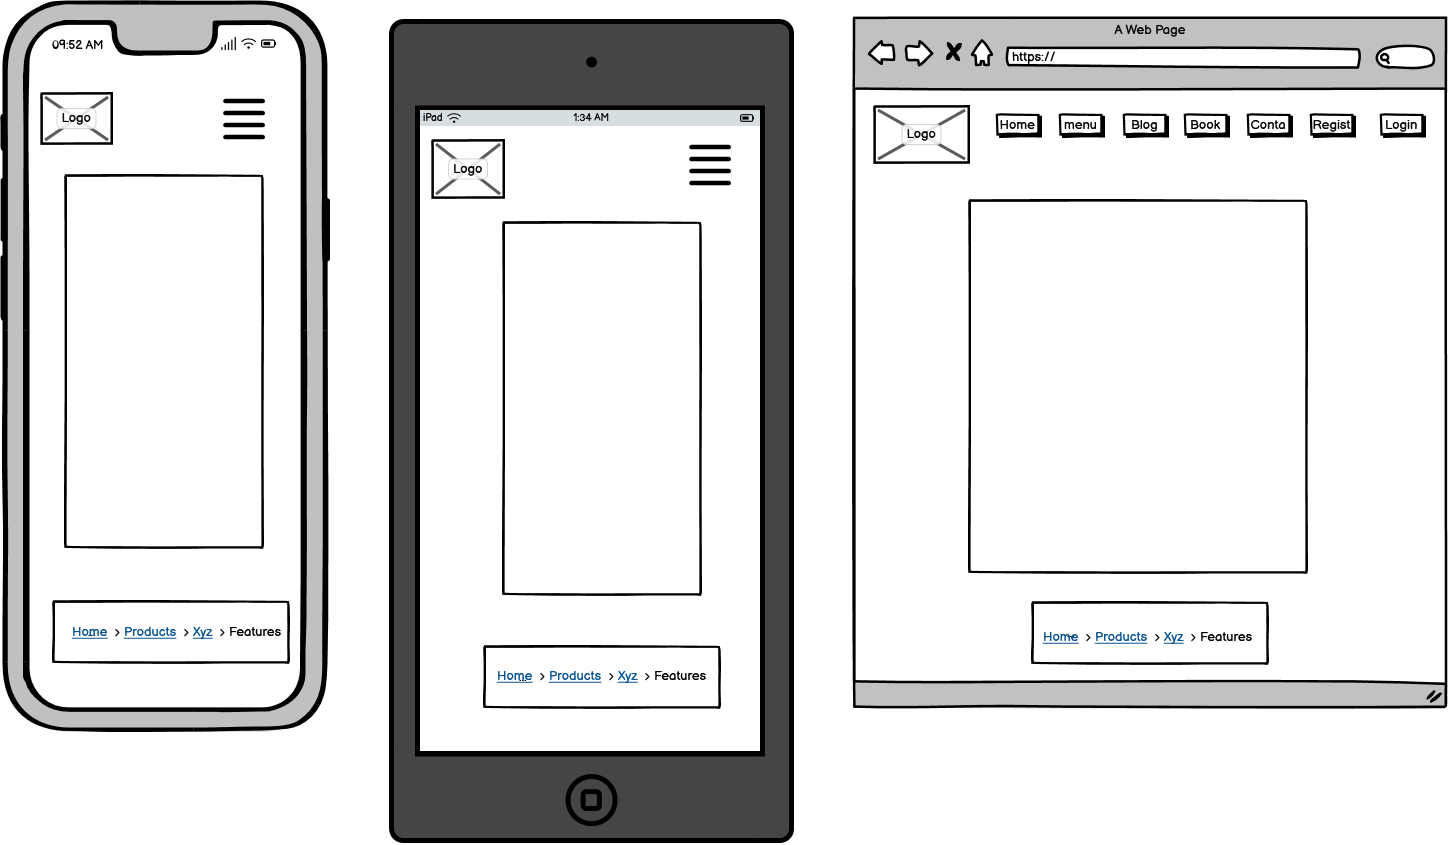 09:52 AM
Logo
Home > Products > Xyz > Features
iPad
1:34 AM
Logo
Home > Products > Xyz > Features
A Web Page
https://
Logo
Home
menu
Blog
Book
Conta
Regist
Login
Home > Products > Xyz > Features